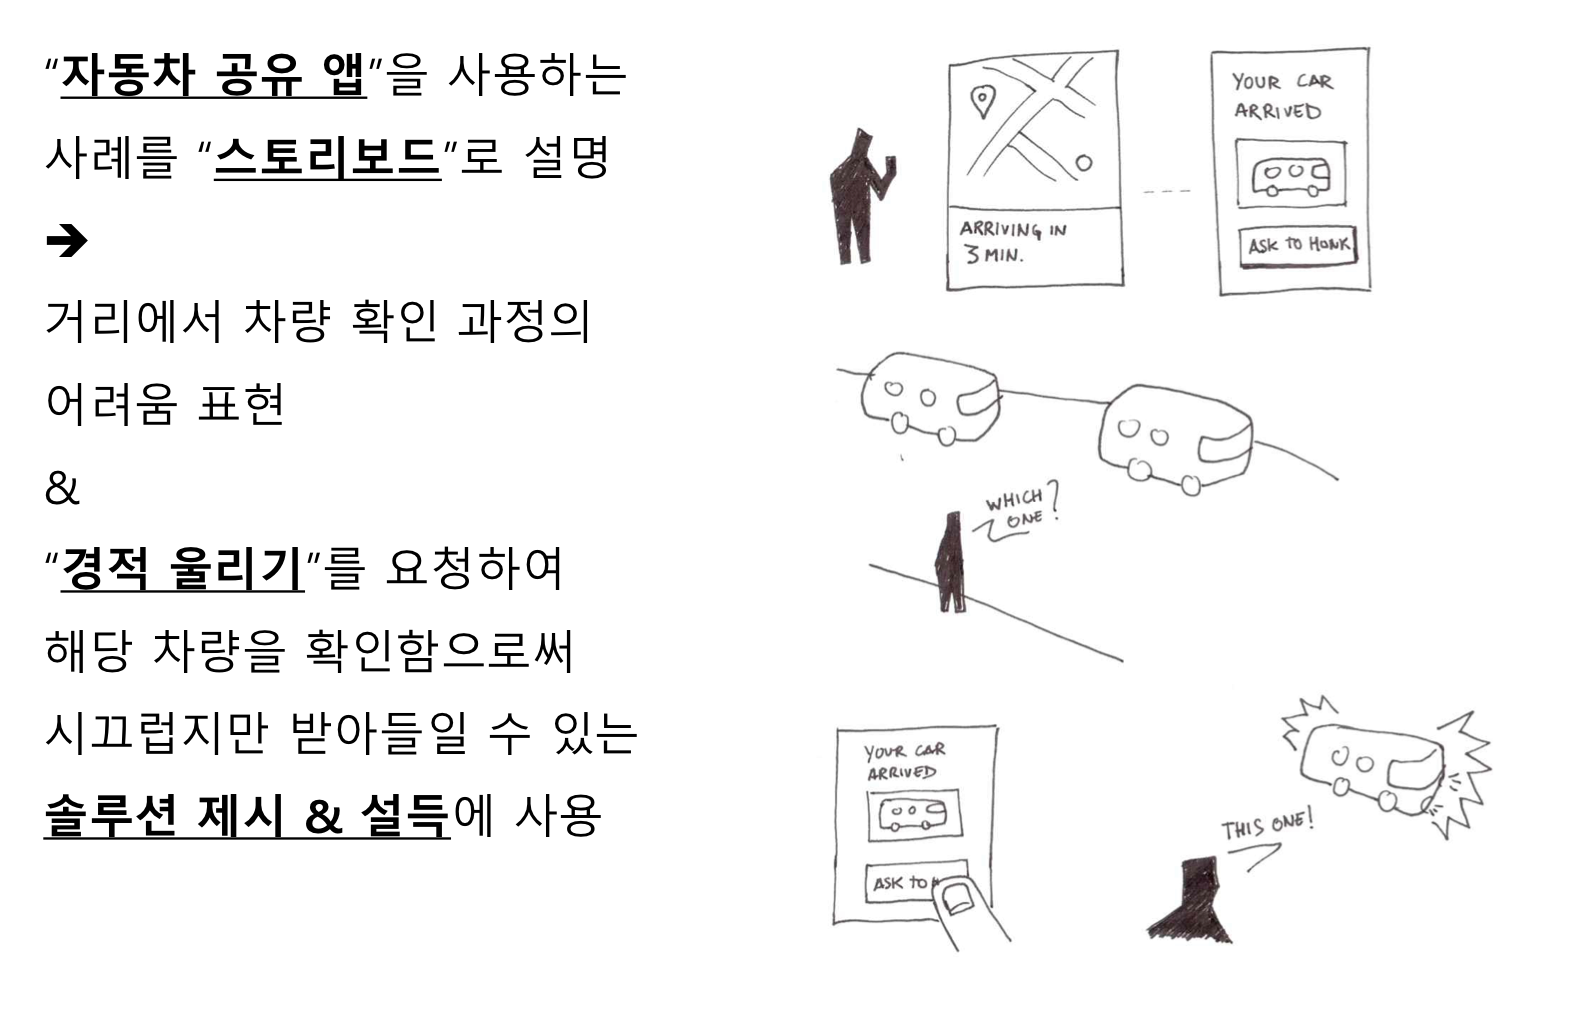 “자동차 공유 앱”을 사용하는
사례를 “스토리보드”로 설명
➔
거리에서 차량 확인 과정의
어려움 표현
&
“경적 울리기”를 요청하여
해당 차량을 확인함으로써
시끄럽지만 받아들일 수 있는
솔루션 제시 & 설득에 사용
ARRIVING IN
3 MIN.
YOUR CAR
ARRIVED
ASK TO HONK
WHICH
ONE?
YOUR CAR
ARRIVED
ASK TO H
THIS ONE!